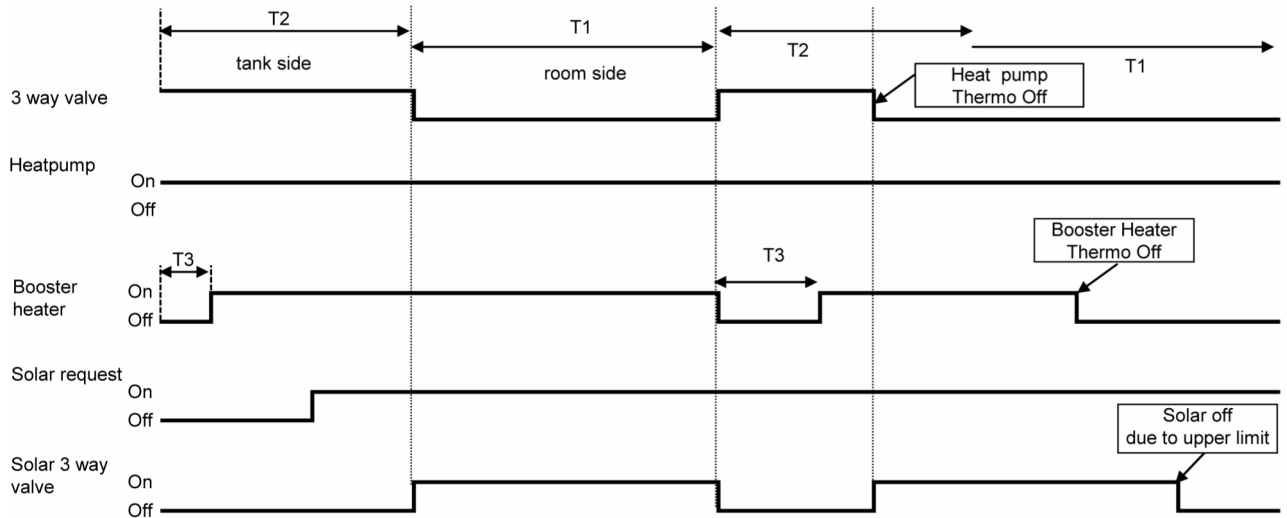 T2
T1
T2
T1
tank side
room side
Heat pump
Thermo Off
3 way valve
Heatpump
On
Off
Booster Heater
Thermo Off
T3
T3
Booster
heater
On
Off
Solar request
On
Off
Solar off
due to upper limit
Solar 3 way
valve
On
Off